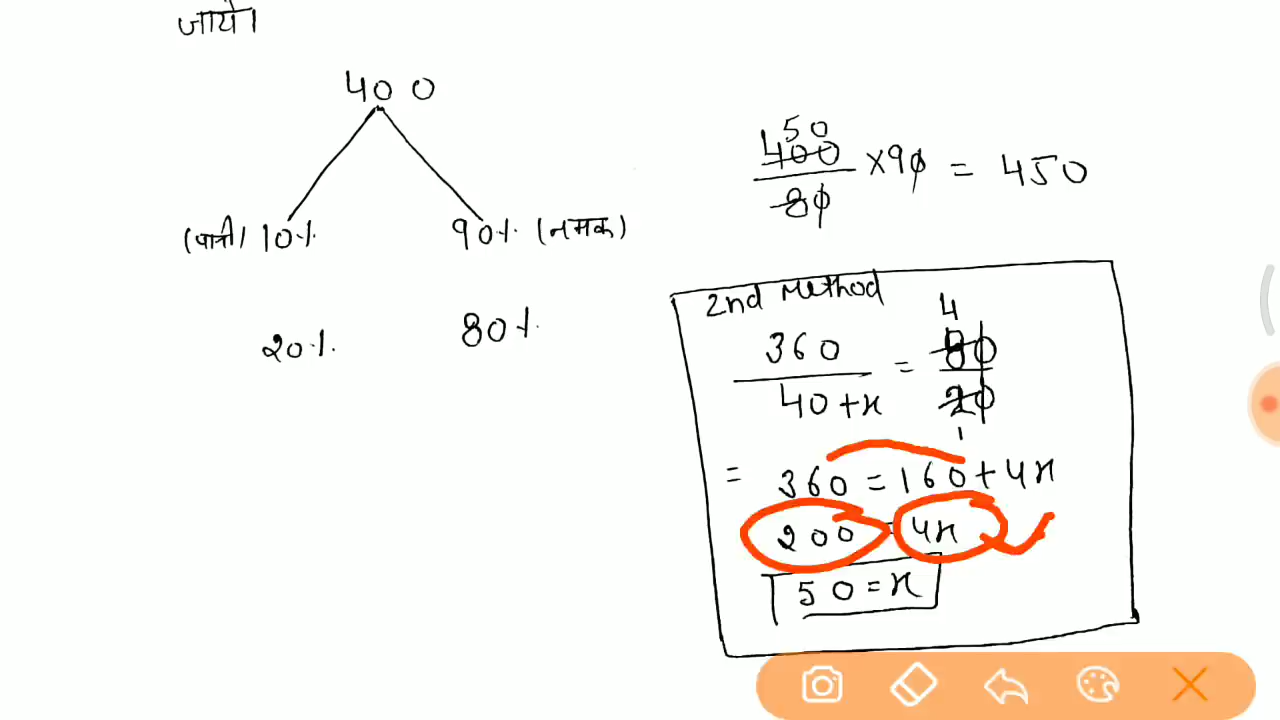 जाये।
400
(पानी) 10% 90% (नमक)
20% 80%
50
400/80 × 90 = 450
2nd Method
4
360/40+x = 80/20
1
= 360 = 160 + 4x
200 = 4x
50 = x